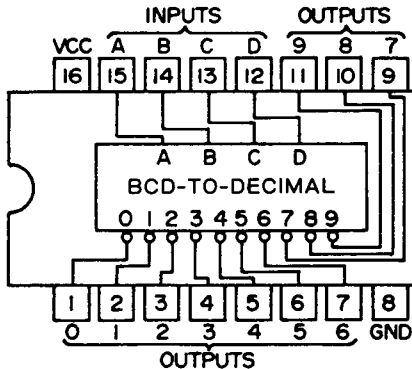 INPUTS OUTPUTS
VCC A B C D 9 8 7
16 15 14 13 12 11 10 9
A B C D
BCD-TO-DECIMAL
0 1 2 3 4 5 6 7 8 9
1 2 3 4 5 6 7 8
0 1 2 3 4 5 6 GND
OUTPUTS